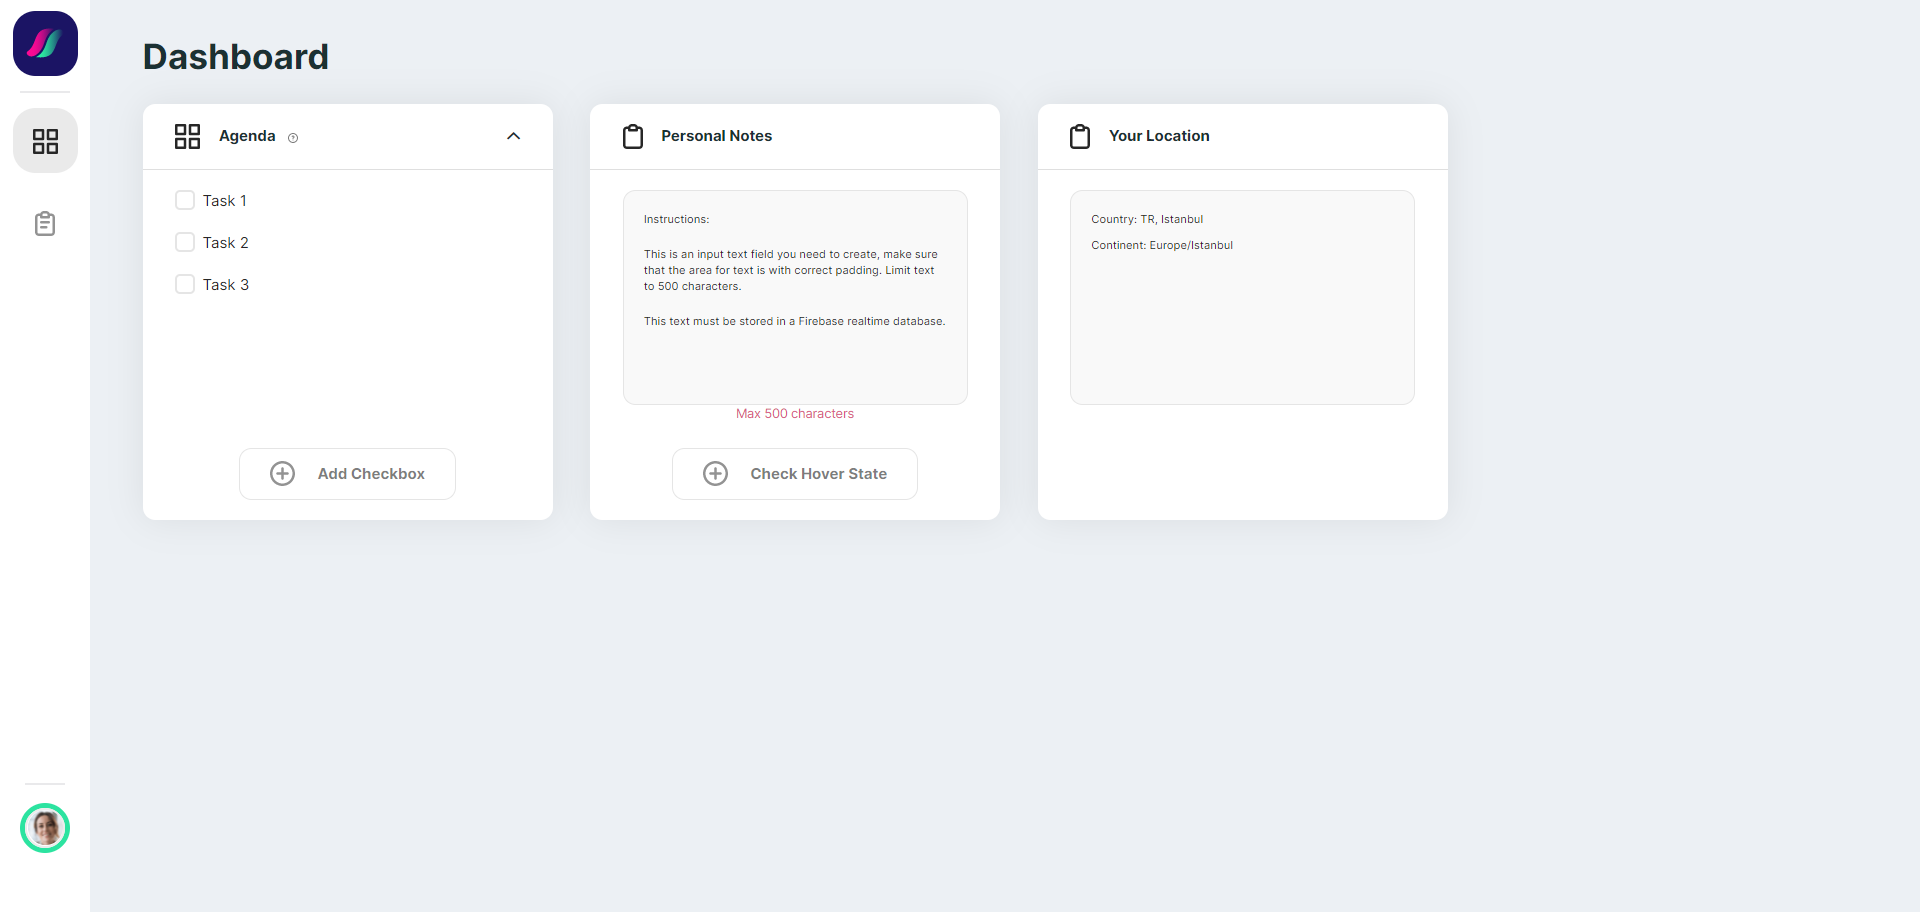 Dashboard
Agenda
Task 1
Task 2
Task 3
Add Checkbox
Personal Notes
Instructions:
This is an input text field you need to create, make sure
that the area for text is with correct padding. Limit text
to 500 characters.
This text must be stored in a Firebase realtime database.
Max 500 characters
Check Hover State
Your Location
Country: TR, Istanbul
Continent: Europe/Istanbul